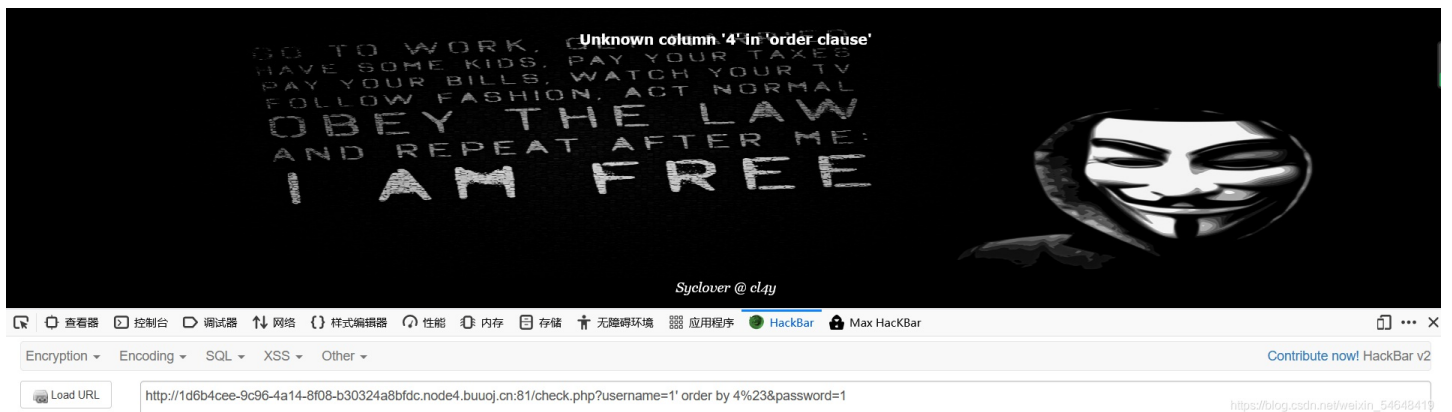 Unknown column '4' in 'order clause'
GO TO WORK,
HAVE SOME KIDS, PAY YOUR TAXES
PAY YOUR BILLS, WATCH YOUR TV
FOLLOW FASHION, ACT NORMAL
OBEY THE LAW
AND REPEAT AFTER ME:
I AM FREE
Syclover @ cl4y
查看器 控制台 调试器 网络 {} 样式编辑器 性能 内存 存储 无障碍环境 应用程序 HackBar Max HacKBar
Encryption Encoding SQL XSS Other Contribute now! HackBar v2
Load URL http://1d6b4cee-9c96-4a14-8f08-b30324a8bfdc.node4.buuoj.cn:81/check.php?username=1' order by 4%23&password=1
https://blog.csdn.net/weixin_54648419